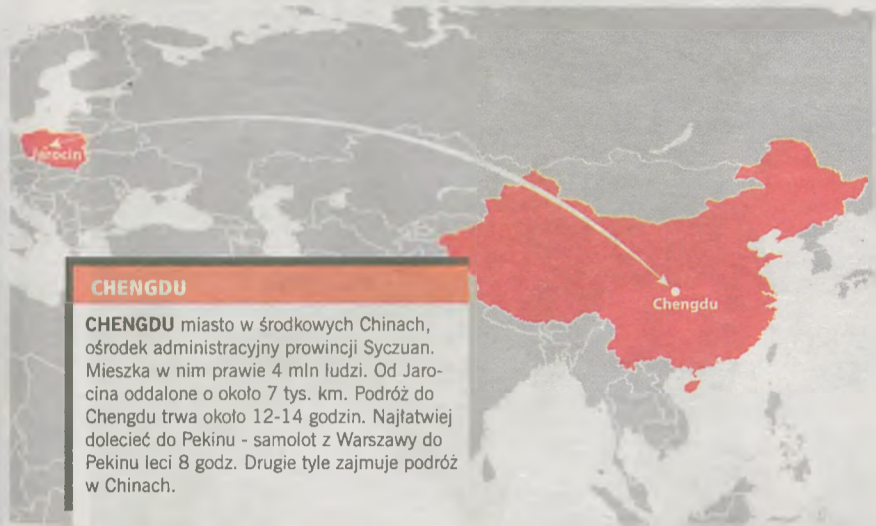 Jarocin
Chengdu
CHENGDU
CHENGDU miasto w środkowych Chinach,
ośrodek administracyjny prowincji Syczuan.
Mieszka w nim prawie 4 mln ludzi. Od Jaro-
cina oddalone o około 7 tys. km. Podróż do
Chengdu trwa około 12-14 godzin. Najłatwiej
dolecieć do Pekinu - samolot z Warszawy do
Pekinu leci 8 godz. Drugie tyle zajmuje podróż
w Chinach.